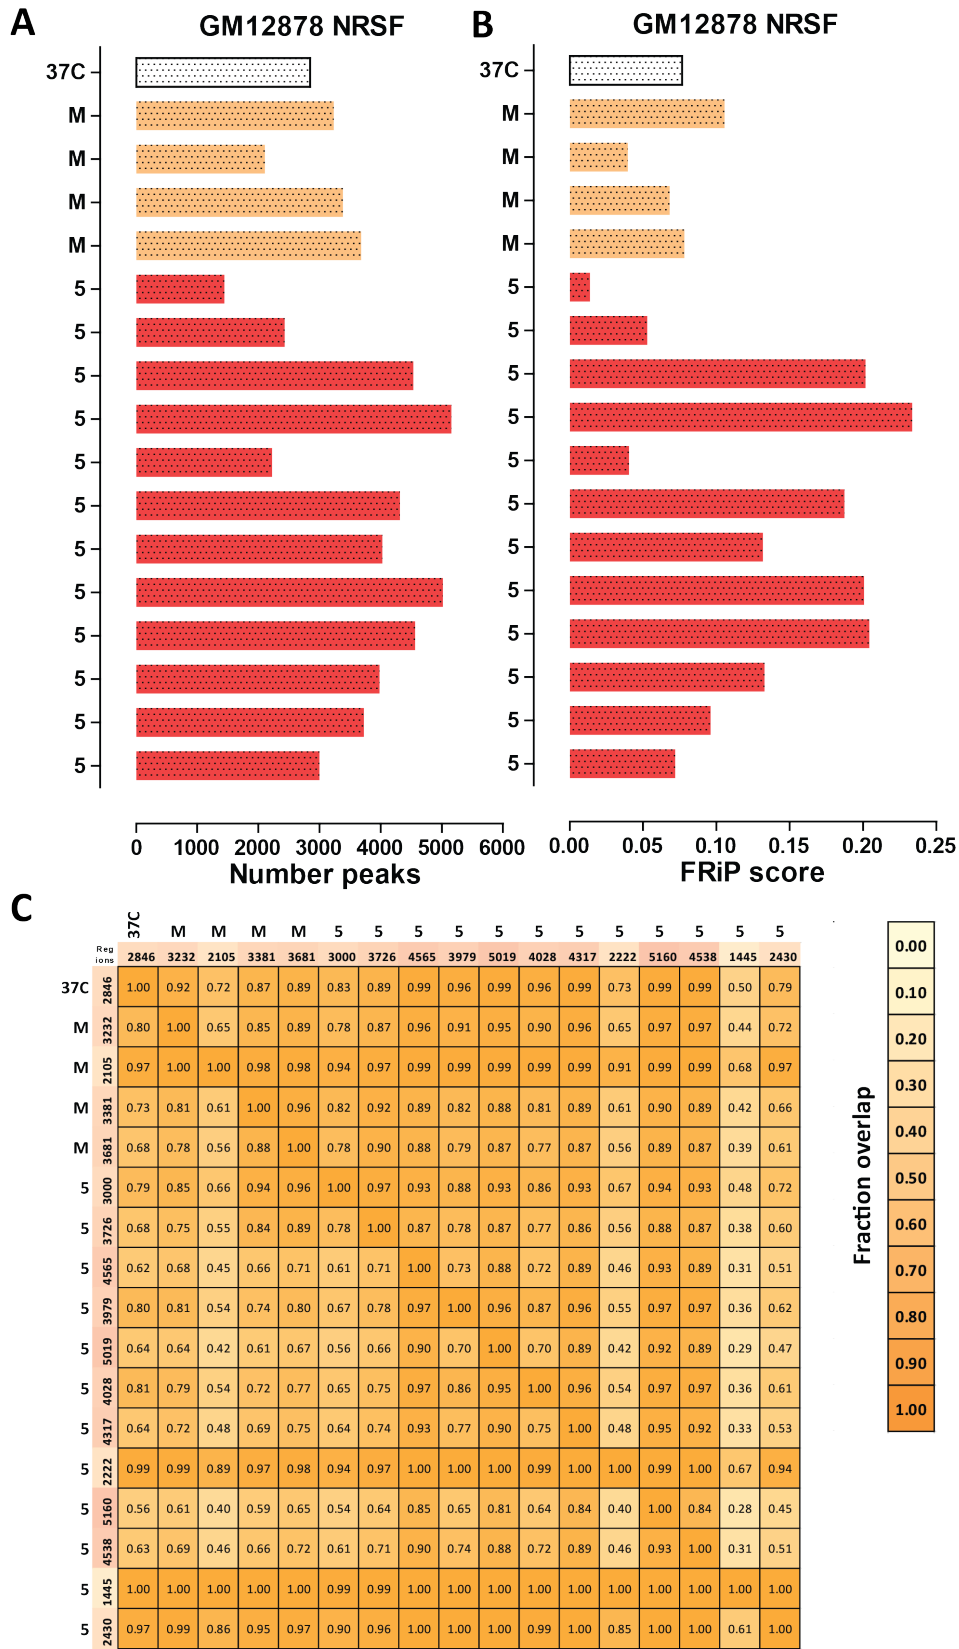 A
GM12878 NRSF
37C
M
M
M
M
5
5
5
5
5
5
5
5
5
5
5
5
0 1000 2000 3000 4000 5000 6000
Number peaks
B
GM12878 NRSF
37C
M
M
M
M
5
5
5
5
5
5
5
5
5
5
5
5
0.00 0.05 0.10 0.15 0.20 0.25
FRiP score
C
37C M M M M 5 5 5 5 5 5 5 5 5 5 5 5
Reg
ions 2846 3232 2105 3381 3681 3000 3726 4565 3979 5019 4028 4317 2222 5160 4538 1445 2430
37C 2846 1.00 0.92 0.72 0.87 0.89 0.83 0.89 0.99 0.96 0.99 0.96 0.99 0.73 0.99 0.99 0.50 0.79
M 3232 0.80 1.00 0.65 0.85 0.89 0.78 0.87 0.96 0.91 0.95 0.90 0.96 0.65 0.97 0.97 0.44 0.72
M 2105 0.97 1.00 1.00 0.98 0.98 0.94 0.97 0.99 0.99 0.99 0.99 0.99 0.91 0.99 0.99 0.68 0.97
M 3381 0.73 0.81 0.61 1.00 0.96 0.82 0.92 0.89 0.82 0.88 0.81 0.89 0.61 0.90 0.89 0.42 0.66
M 3681 0.68 0.78 0.56 0.88 1.00 0.78 0.90 0.88 0.79 0.87 0.77 0.87 0.56 0.89 0.87 0.39 0.61
5 3000 0.79 0.85 0.66 0.94 0.96 1.00 0.97 0.93 0.88 0.93 0.86 0.93 0.67 0.94 0.93 0.48 0.72
5 3726 0.68 0.75 0.55 0.84 0.89 0.78 1.00 0.87 0.78 0.87 0.77 0.86 0.56 0.88 0.87 0.38 0.60
5 4565 0.62 0.68 0.45 0.66 0.71 0.61 0.71 1.00 0.73 0.88 0.72 0.89 0.46 0.93 0.89 0.31 0.51
5 3979 0.80 0.81 0.54 0.74 0.80 0.67 0.78 0.97 1.00 0.96 0.87 0.96 0.55 0.97 0.97 0.36 0.62
5 5019 0.64 0.64 0.42 0.61 0.67 0.56 0.66 0.90 0.70 1.00 0.70 0.89 0.42 0.92 0.89 0.29 0.47
5 4028 0.81 0.79 0.54 0.72 0.77 0.65 0.75 0.97 0.86 0.95 1.00 0.96 0.54 0.97 0.97 0.36 0.61
5 4317 0.64 0.72 0.48 0.69 0.75 0.64 0.74 0.93 0.77 0.90 0.75 1.00 0.48 0.95 0.92 0.33 0.53
5 2222 0.99 0.99 0.89 0.97 0.98 0.94 0.97 1.00 1.00 1.00 0.99 1.00 1.00 0.99 1.00 0.67 0.94
5 5160 0.56 0.61 0.40 0.59 0.65 0.54 0.64 0.85 0.65 0.81 0.64 0.84 0.40 1.00 0.84 0.28 0.45
5 4538 0.63 0.69 0.46 0.66 0.72 0.61 0.71 0.90 0.74 0.88 0.72 0.89 0.46 0.93 1.00 0.31 0.51
5 1445 1.00 1.00 1.00 1.00 1.00 0.99 0.99 1.00 1.00 1.00 1.00 1.00 1.00 1.00 1.00 1.00 1.00
5 2430 0.97 0.99 0.86 0.95 0.97 0.90 0.96 1.00 1.00 1.00 1.00 1.00 0.85 1.00 1.00 0.61 1.00
Fraction overlap
0.00
0.10
0.20
0.30
0.40
0.50
0.60
0.70
0.80
0.90
1.00